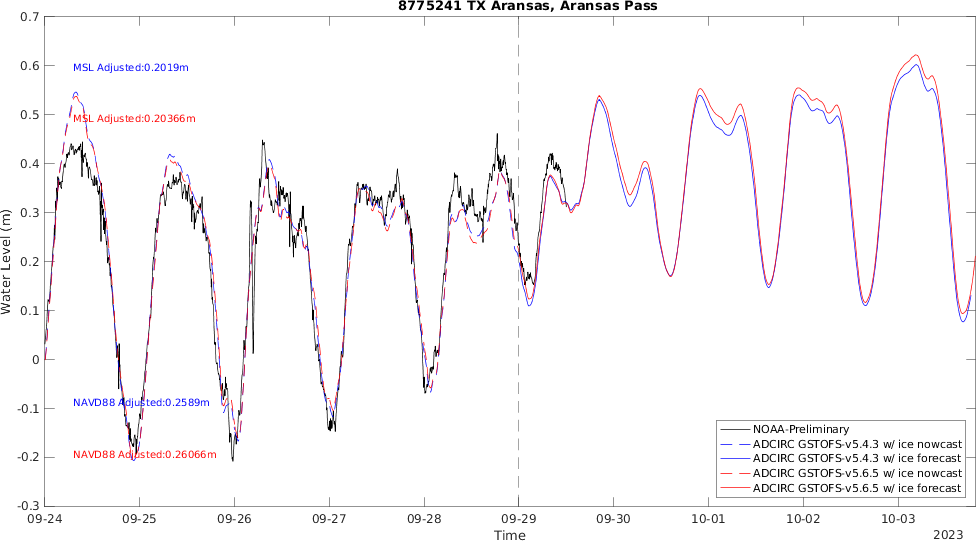 8775241 TX Aransas, Aransas Pass
0.7
0.6
0.5
0.4
0.3
0.2
0.1
0
-0.1
-0.2
-0.3
Water Level (m)
MSL Adjusted:0.2019m
MSL Adjusted:0.20366m
NAVD88 Adjusted:0.2589m
NAVD88 Adjusted:0.26066m
NOAA-Preliminary
ADCIRC GSTOFS-v5.4.3 w/ ice nowcast
ADCIRC GSTOFS-v5.4.3 w/ ice forecast
ADCIRC GSTOFS-v5.6.5 w/ ice nowcast
ADCIRC GSTOFS-v5.6.5 w/ ice forecast
09-24 09-25 09-26 09-27 09-28 09-29 09-30 10-01 10-02 10-03
Time
2023